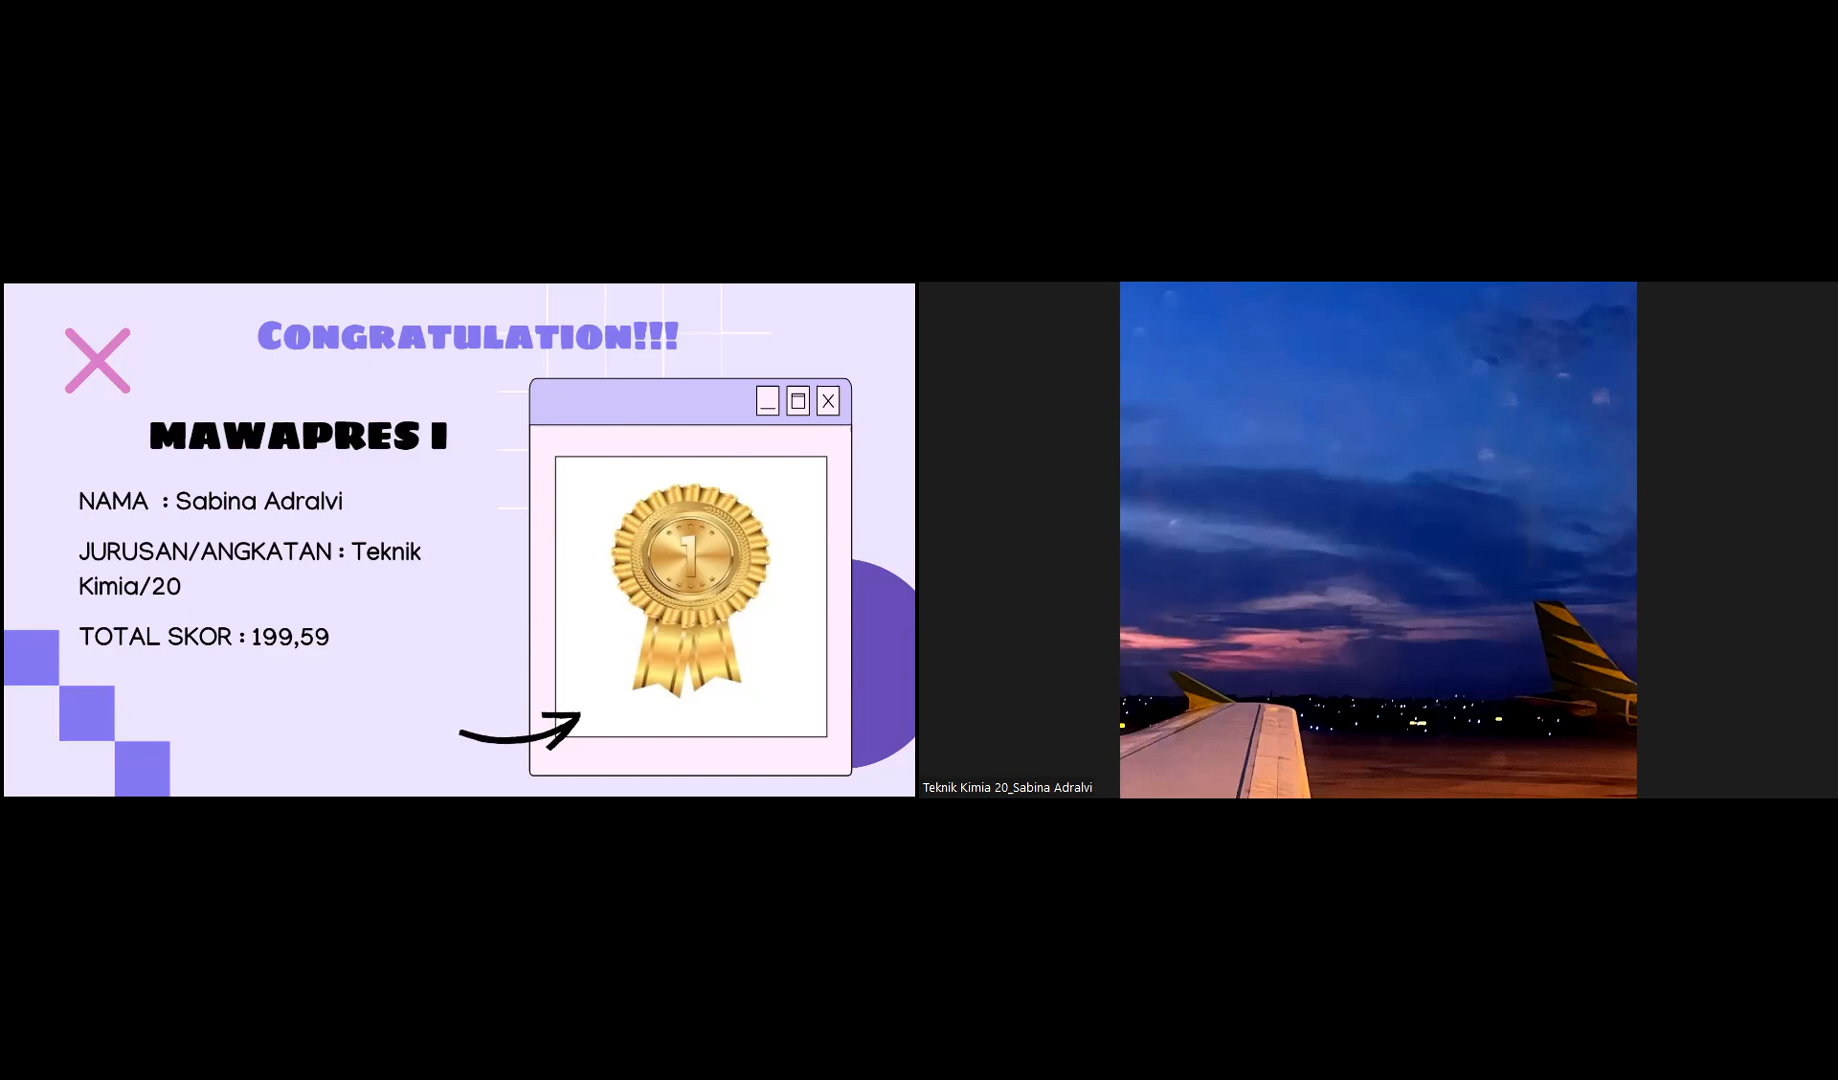 Congratulation!!!
MAWAPRES I
NAMA : Sabina Adralvi
JURUSAN/ANGKATAN : Teknik
Kimia/20
TOTAL SKOR : 199,59
1
Teknik Kimia 20_Sabina Adralvi